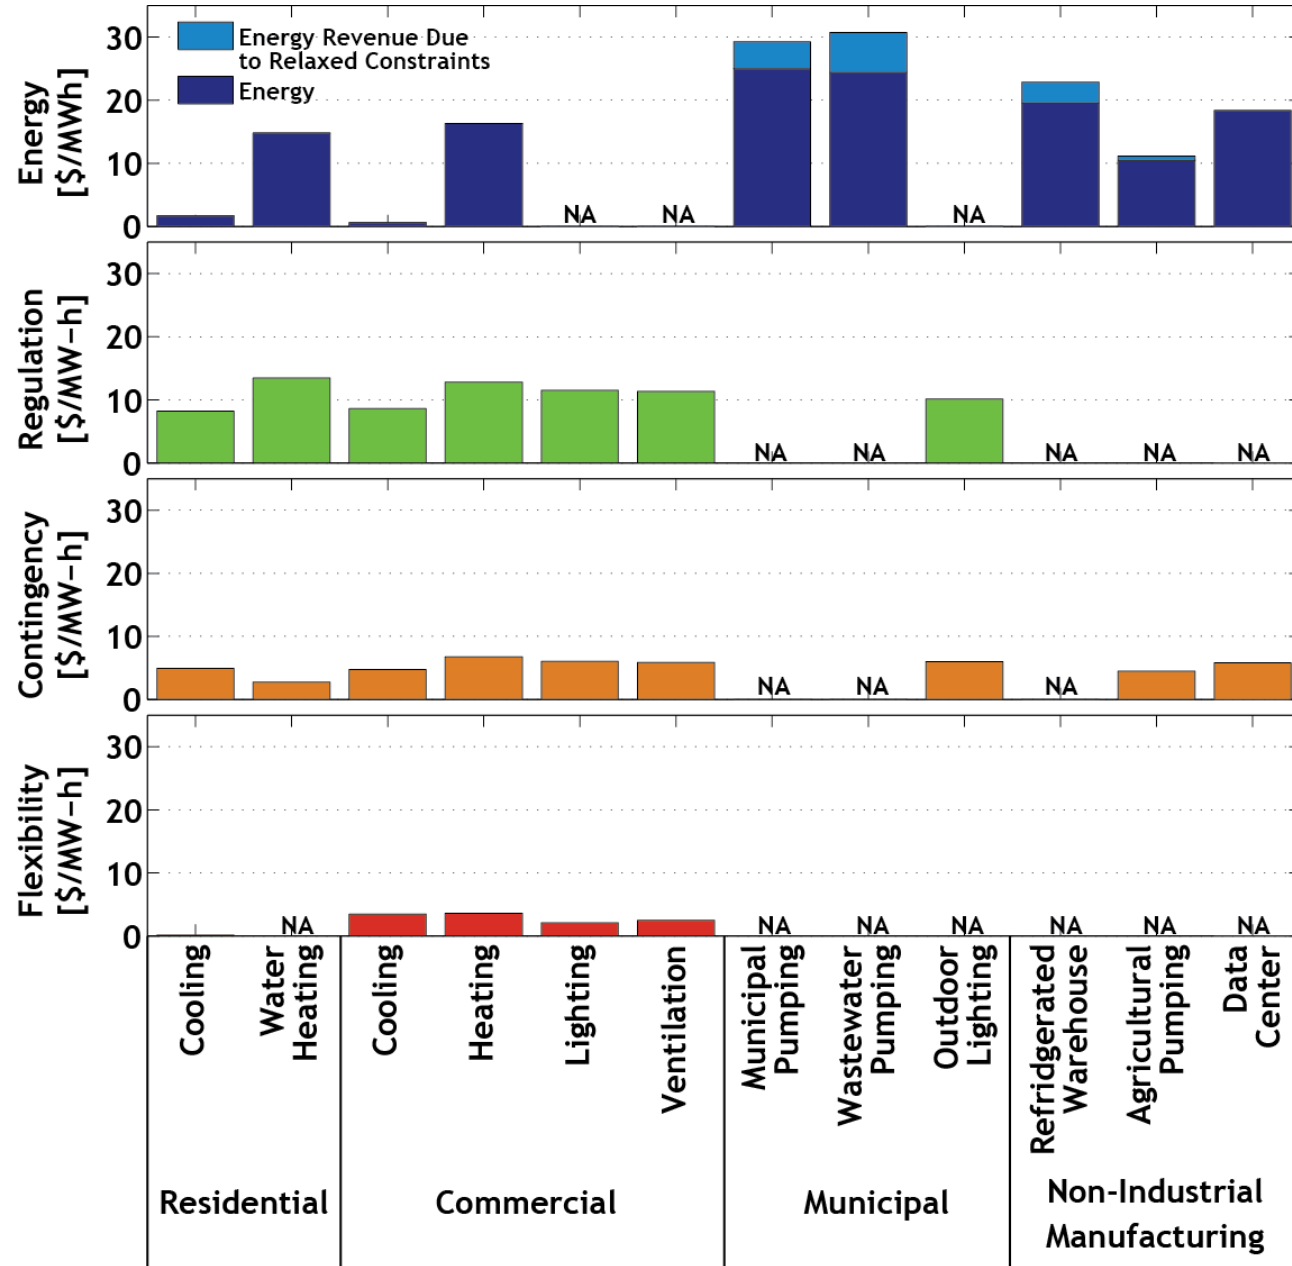 30
20
10
0
Energy
[$/MWh]
Energy Revenue Due
to Relaxed Constraints
Energy
NA
NA
NA
30
20
10
0
Regulation
[$/MW-h]
NA
NA
NA
NA
NA
30
20
10
0
Contingency
[$/MW-h]
NA
NA
NA
30
20
10
0
Flexibility
[$/MW-h]
NA
NA
NA
NA
NA
NA
NA
Cooling
Water
Heating
Cooling
Heating
Lighting
Ventilation
Municipal
Pumping
Wastewater
Pumping
Outdoor
Lighting
Refridgerated
Warehouse
Agricultural
Pumping
Data
Center
Residential
Commercial
Municipal
Non-Industrial
Manufacturing